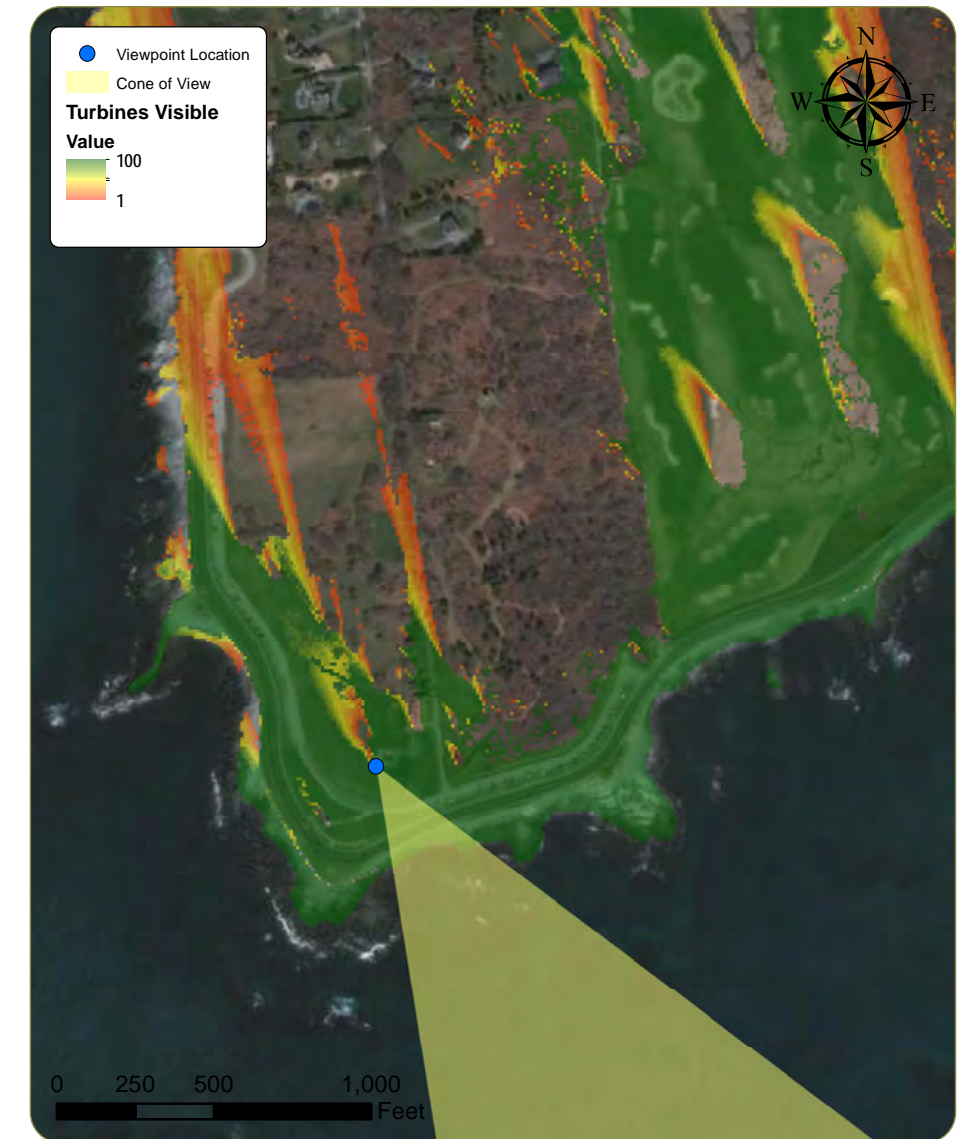 Viewpoint Location
Cone of View
Turbines Visible
Value
100
1
N
W E
S
0 250 500 1,000
Feet